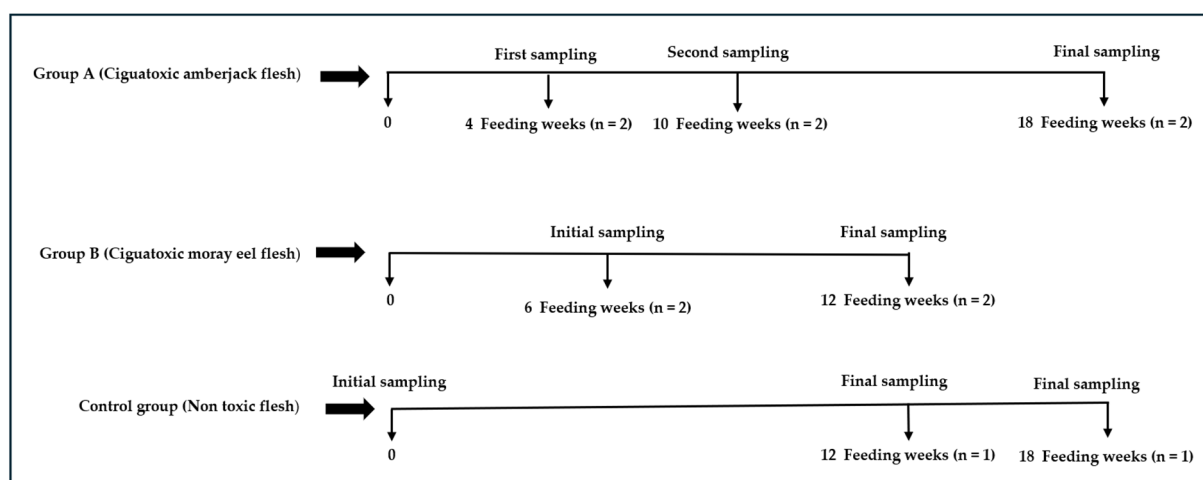 First sampling Second sampling Final sampling
Group A (Ciguatoxic amberjack flesh)
0 4 Feeding weeks (n = 2) 10 Feeding weeks (n = 2) 18 Feeding weeks (n = 2)
Initial sampling Final sampling
Group B (Ciguatoxic moray eel flesh)
0 6 Feeding weeks (n = 2) 12 Feeding weeks (n = 2)
Initial sampling Final sampling Final sampling
Control group (Non toxic flesh)
0 12 Feeding weeks (n = 1) 18 Feeding weeks (n = 1)